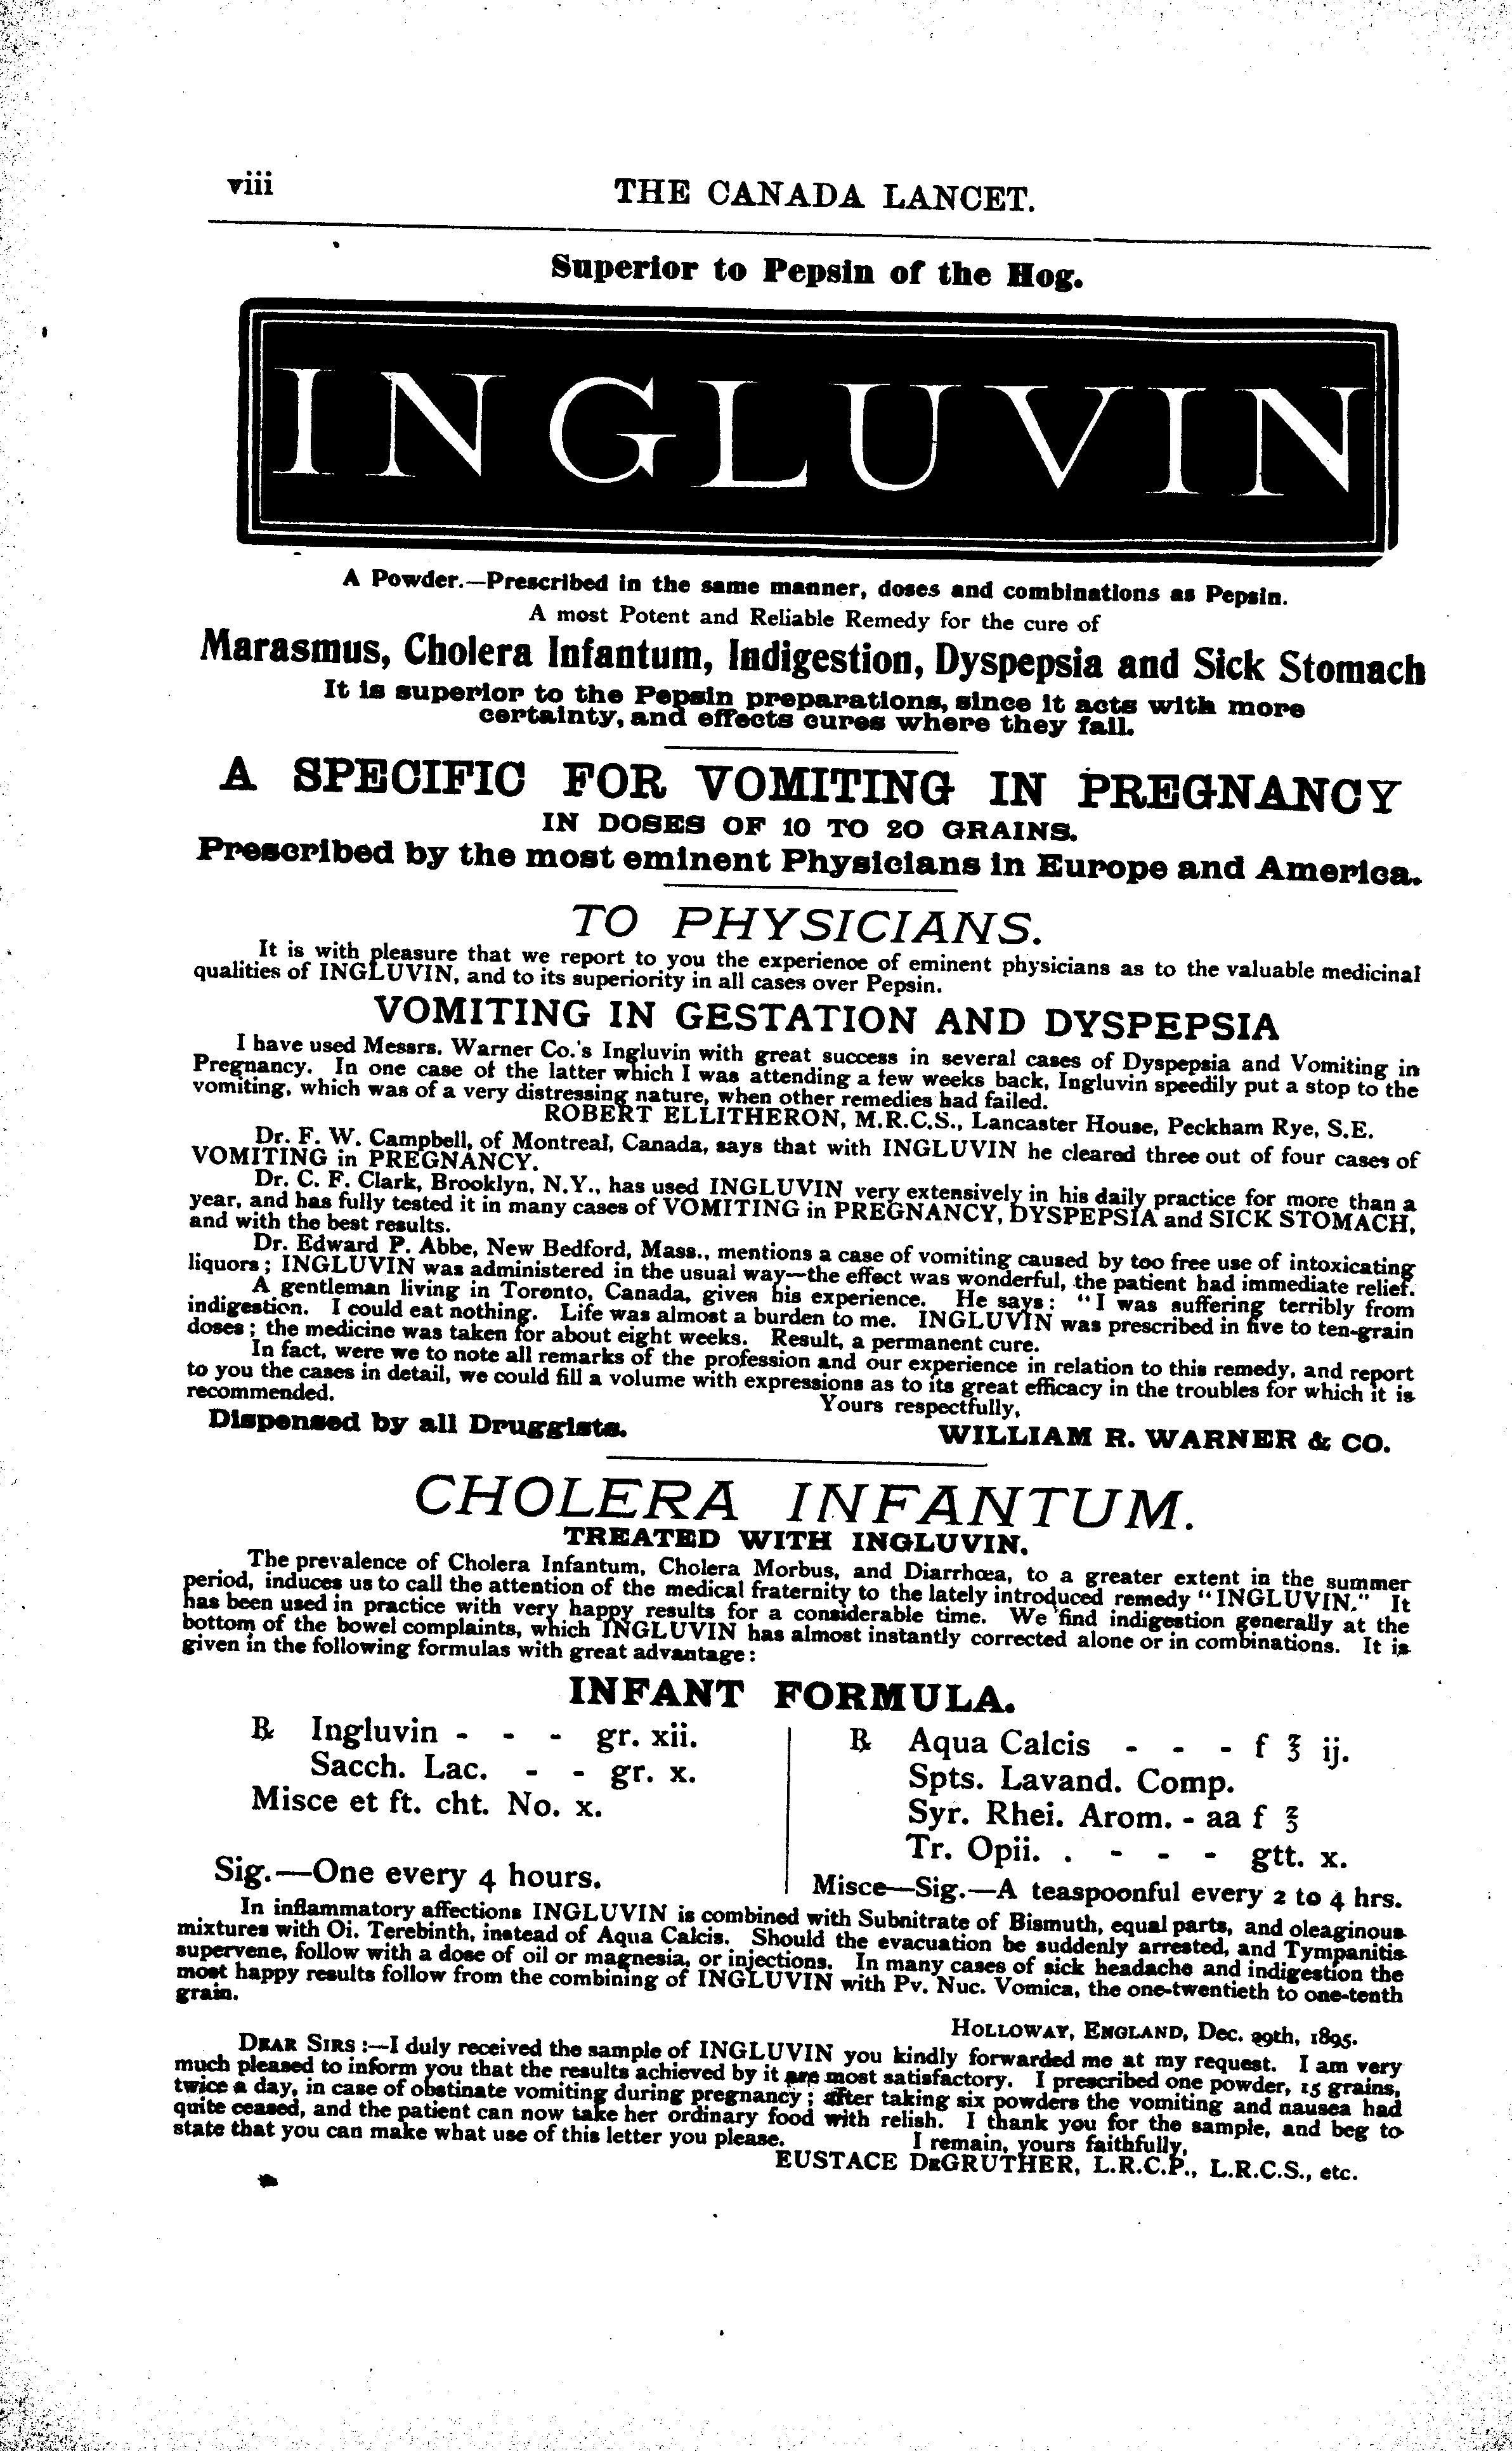 viii
THE CANADA LANCET.
Superior to Pepsin of the Hog.
INGLUVIN
A Powder.—Prescribed in the same manner, doses and combinations as Pepsin.
A most Potent and Reliable Remedy for the cure of
Marasmus, Cholera Infantum, Indigestion, Dyspepsia and Sick Stomach
It is superior to the Pepsin preparations, since it acts with more
certainty, and effects cures where they fail.
A SPECIFIC FOR VOMITING IN PREGNANCY
IN DOSES OF 10 TO 20 GRAINS.
Prescribed by the most eminent Physicians in Europe and America.
TO PHYSICIANS.
It is with pleasure that we report to you the experience of eminent physicians as to the valuable medicinal
qualities of INGLUVIN, and to its superiority in all cases over Pepsin.
VOMITING IN GESTATION AND DYSPEPSIA
I have used Messrs. Warner Co.'s Ingluvin with great success in several cases of Dyspepsia and Vomiting in
Pregnancy. In one case of the latter which I was attending a few weeks back, Ingluvin speedily put a stop to the
vomiting, which was of a very distressing nature, when other remedies had failed.
ROBERT ELLITHERON, M.R.C.S., Lancaster House, Peckham Rye, S.E.
Dr. F. W. Campbell, of Montreal, Canada, says that with INGLUVIN he cleared three out of four cases of
VOMITING in PREGNANCY.
Dr. C. F. Clark, Brooklyn, N.Y., has used INGLUVIN very extensively in his daily practice for more than a
year, and has fully tested it in many cases of VOMITING in PREGNANCY, DYSPEPSIA and SICK STOMACH,
and with the best results.
Dr. Edward P. Abbe, New Bedford, Mass., mentions a case of vomiting caused by too free use of intoxicating
liquors; INGLUVIN was administered in the usual way—the effect was wonderful, the patient had immediate relief.
A gentleman living in Toronto, Canada, gives his experience. He says: "I was suffering terribly from
indigestion. I could eat nothing. Life was almost a burden to me. INGLUVIN was prescribed in five to ten-grain
doses; the medicine was taken for about eight weeks. Result, a permanent cure.
In fact, were we to note all remarks of the profession and our experience in relation to this remedy, and report
to you the cases in detail, we could fill a volume with expressions as to its great efficacy in the troubles for which it is
recommended.
Yours respectfully,
Dispensed by all Druggists.
WILLIAM R. WARNER & CO.
CHOLERA INFANTUM.
TREATED WITH INGLUVIN.
The prevalence of Cholera Infantum, Cholera Morbus, and Diarrhœa, to a greater extent in the summer
period, induces us to call the attention of the medical fraternity to the lately introduced remedy "INGLUVIN." It
has been used in practice with very happy results for a considerable time. We find indigestion generally at the
bottom of the bowel complaints, which INGLUVIN has almost instantly corrected alone or in combinations. It is
given in the following formulas with great advantage:
INFANT FORMULA.
℞ Ingluvin - - - gr. xii.
Sacch. Lac. - - gr. x.
Misce et ft. cht. No. x.
Sig.—One every 4 hours.
℞ Aqua Calcis - - - f ℥ ij.
Spts. Lavand. Comp.
Syr. Rhei. Arom. - aa f ℥
Tr. Opii. . - - - gtt. x.
Misce—Sig.—A teaspoonful every 2 to 4 hrs.
In inflammatory affections INGLUVIN is combined with Subnitrate of Bismuth, equal parts, and oleaginous
mixtures with Oi. Terebinth, instead of Aqua Calcis. Should the evacuation be suddenly arrested, and Tympanitis
supervene, follow with a dose of oil or magnesia, or injections. In many cases of sick headache and indigestion the
most happy results follow from the combining of INGLUVIN with Pv. Nuc. Vomica, the one-twentieth to one-tenth
grain.
HOLLOWAY, ENGLAND, Dec. 29th, 1895.
DEAR SIRS:—I duly received the sample of INGLUVIN you kindly forwarded me at my request. I am very
much pleased to inform you that the results achieved by it are most satisfactory. I prescribed one powder, 15 grains,
twice a day, in case of obstinate vomiting during pregnancy; after taking six powders the vomiting and nausea had
quite ceased, and the patient can now take her ordinary food with relish. I thank you for the sample, and beg to
state that you can make what use of this letter you please.
I remain, yours faithfully,
EUSTACE DEGRUTHER, L.R.C.P., L.R.C.S., etc.